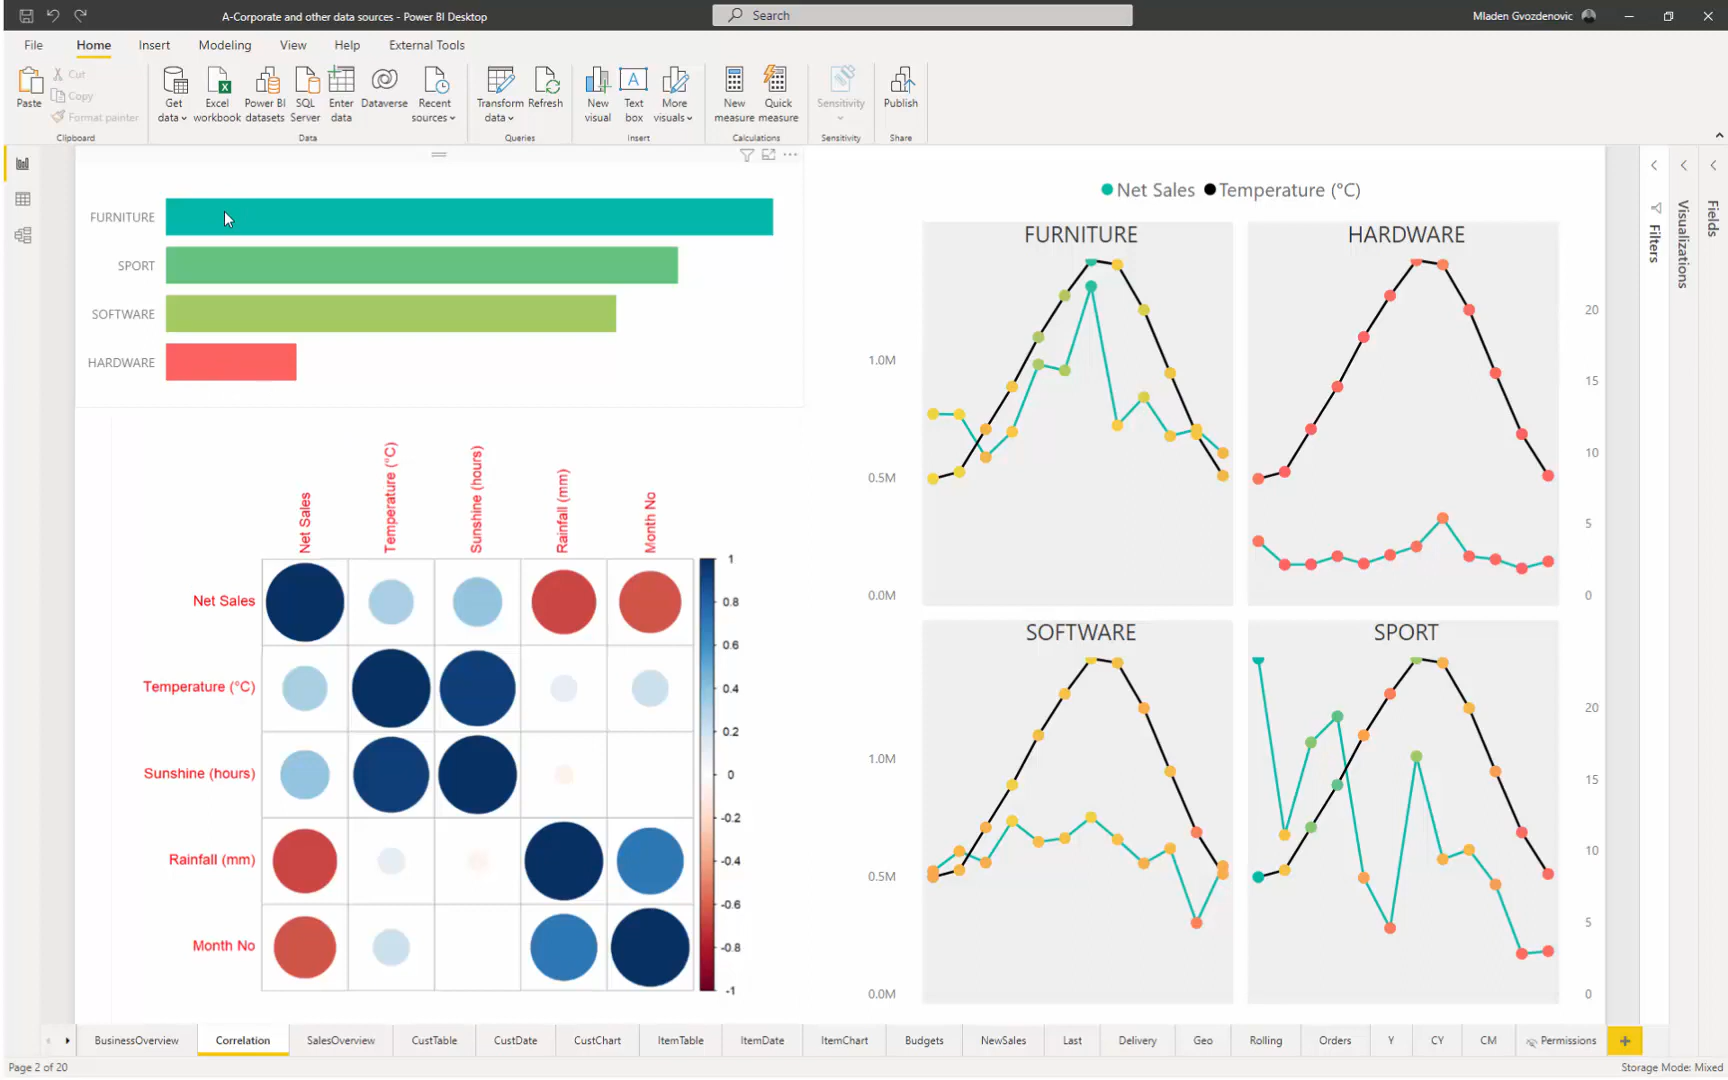 A-Corporate and other data sources - Power BI Desktop
Search
Mladen Gvozdenovic
File Home Insert Modeling View Help External Tools
Paste
Cut
Copy
Format painter
Clipboard
Get data
Excel workbook
Power BI datasets
SQL Server
Enter data
Dataverse
Recent sources
Data
Transform data
Refresh
Queries
New visual
Text box
More visuals
Insert
New measure
Quick measure
Calculations
Sensitivity
Sensitivity
Publish
Share
FURNITURE
SPORT
SOFTWARE
HARDWARE
Net Sales
Temperature (°C)
Sunshine (hours)
Rainfall (mm)
Month No
Net Sales
Temperature (°C)
Sunshine (hours)
Rainfall (mm)
Month No
1
0.8
0.6
0.4
0.2
0
-0.2
-0.4
-0.6
-0.8
-1
Net Sales Temperature (°C)
FURNITURE
HARDWARE
1.0M
0.5M
0.0M
20
15
10
5
0
SOFTWARE
SPORT
1.0M
0.5M
0.0M
20
15
10
5
0
Filters
Visualizations
Fields
BusinessOverview Correlation SalesOverview CustTable CustDate CustChart ItemTable ItemDate ItemChart Budgets NewSales Last Delivery Geo Rolling Orders Y CY CM Permissions +
Page 2 of 20
Storage Mode: Mixed